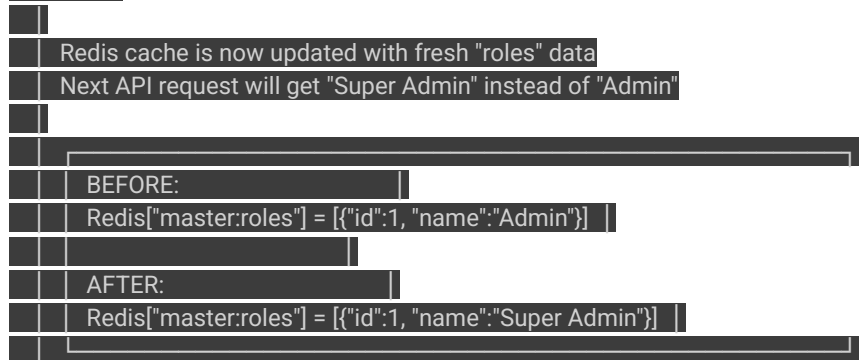 Redis cache is now updated with fresh "roles" data
Next API request will get "Super Admin" instead of "Admin"
BEFORE:
Redis["master:roles"] = [{"id":1, "name":"Admin"}]
AFTER:
Redis["master:roles"] = [{"id":1, "name":"Super Admin"}]